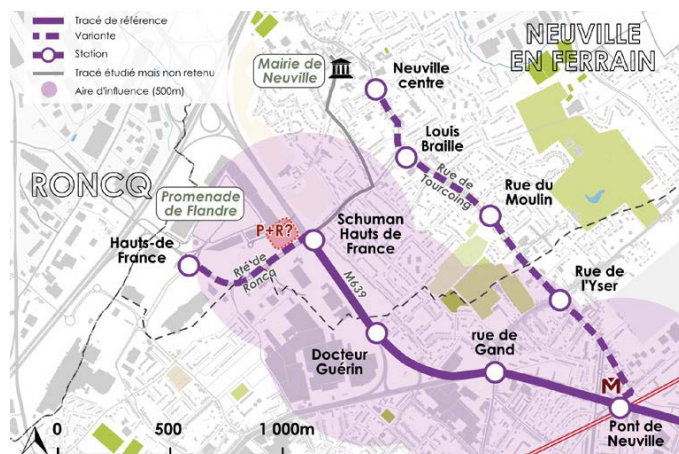 Tracé de référence
Variante
Station
Tracé étudié mais non retenu
Aire d'influence (500m)
NEUVILLE
EN FERRAIN
Mairie de
Neuville
Neuville
centre
Louis
Braille
Rue de
Tourcoing
Rue du
Moulin
RONCQ
Promenade
de Flandre
P+R?
Schuman
Hauts de
France
Hauts-de
France
Rté de
Roncq
M639
Rue de
l'Yser
Docteur
Guérin
rue de
Gand
M
Pont de
Neuville
0 500 1 000m